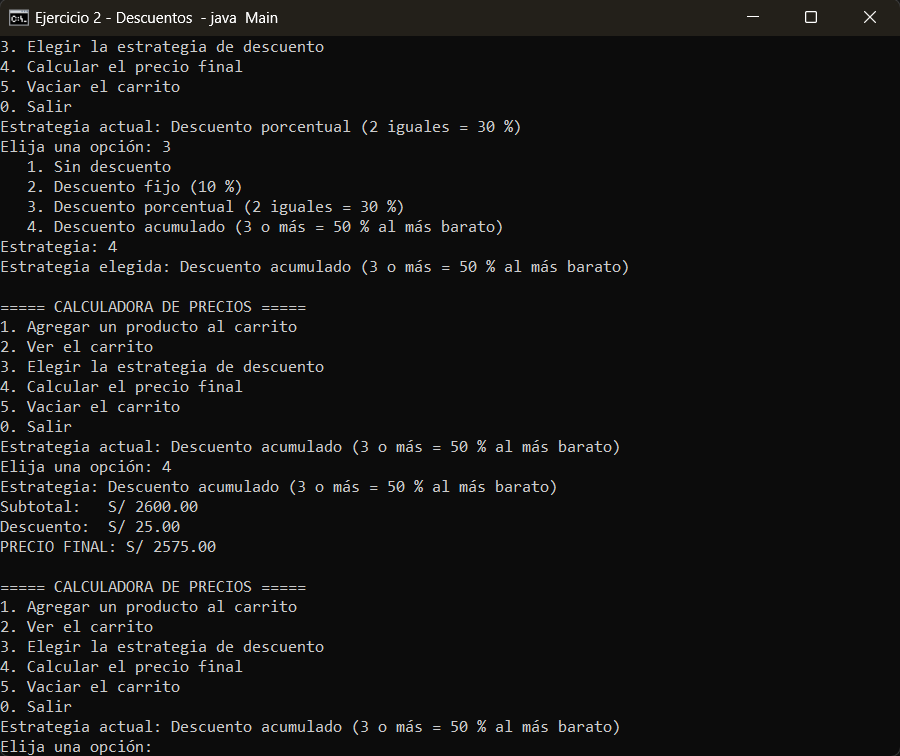 Ejercicio 2 - Descuentos - java Main
3. Elegir la estrategia de descuento
4. Calcular el precio final
5. Vaciar el carrito
0. Salir
Estrategia actual: Descuento porcentual (2 iguales = 30 %)
Elija una opción: 3
   1. Sin descuento
   2. Descuento fijo (10 %)
   3. Descuento porcentual (2 iguales = 30 %)
   4. Descuento acumulado (3 o más = 50 % al más barato)
Estrategia: 4
Estrategia elegida: Descuento acumulado (3 o más = 50 % al más barato)

===== CALCULADORA DE PRECIOS =====
1. Agregar un producto al carrito
2. Ver el carrito
3. Elegir la estrategia de descuento
4. Calcular el precio final
5. Vaciar el carrito
0. Salir
Estrategia actual: Descuento acumulado (3 o más = 50 % al más barato)
Elija una opción: 4
Estrategia: Descuento acumulado (3 o más = 50 % al más barato)
Subtotal:   S/ 2600.00
Descuento:  S/ 25.00
PRECIO FINAL: S/ 2575.00

===== CALCULADORA DE PRECIOS =====
1. Agregar un producto al carrito
2. Ver el carrito
3. Elegir la estrategia de descuento
4. Calcular el precio final
5. Vaciar el carrito
0. Salir
Estrategia actual: Descuento acumulado (3 o más = 50 % al más barato)
Elija una opción: